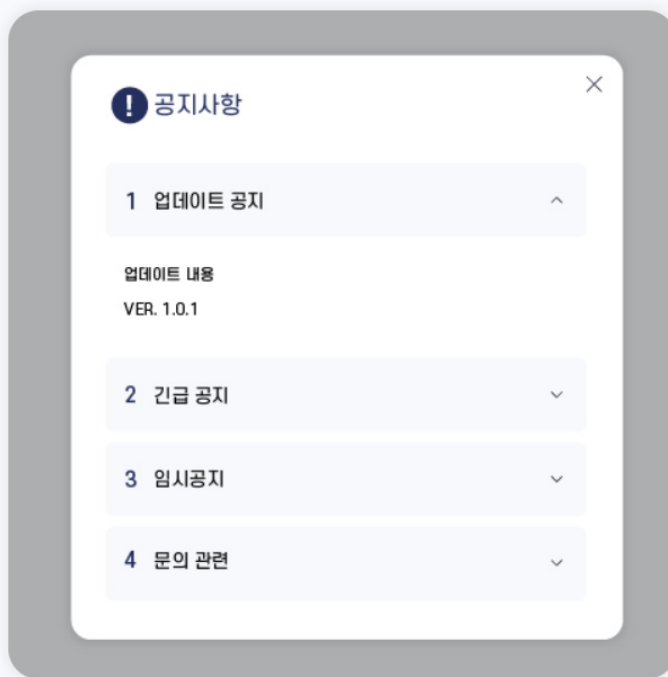 ! 공지사항
1 업데이트 공지
업데이트 내용
VER. 1.0.1
2 긴급 공지
3 임시공지
4 문의 관련